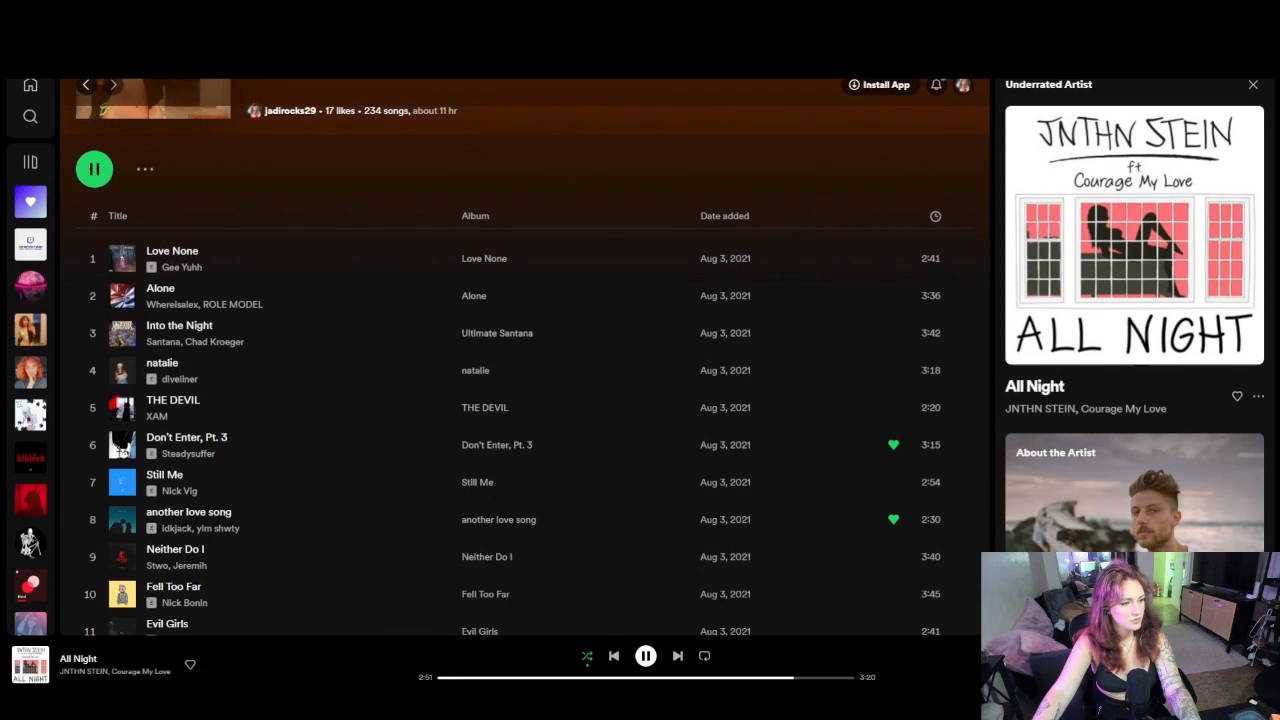 Install App
jadirocks29 • 17 likes • 234 songs, about 11 hr
# Title Album Date added
1 Love None Love None Aug 3, 2021 2:41
E Gee Yuhh
2 Alone Alone Aug 3, 2021 3:36
Whereisalex, ROLE MODEL
3 Into the Night Ultimate Santana Aug 3, 2021 3:42
Santana, Chad Kroeger
4 natalie natalie Aug 3, 2021 3:18
E diveliner
5 THE DEVIL THE DEVIL Aug 3, 2021 2:20
XAM
6 Don't Enter, Pt. 3 Don't Enter, Pt. 3 Aug 3, 2021 3:15
E Steadysuffer
7 Still Me Still Me Aug 3, 2021 2:54
E Nick Vig
8 another love song another love song Aug 3, 2021 2:30
E idkjack, ylm shwty
9 Neither Do I Neither Do I Aug 3, 2021 3:40
Stwo, Jeremih
10 Fell Too Far Fell Too Far Aug 3, 2021 3:45
E Nick Bonin
11 Evil Girls Evil Girls Aug 3, 2021 2:41
Underrated Artist
JNTHN STEIN
ft
Courage My Love
ALL NIGHT
All Night
JNTHN STEIN, Courage My Love
About the Artist
JNTHN STEIN
ALL NIGHT
All Night
JNTHN STEIN, Courage My Love
2:51 3:20